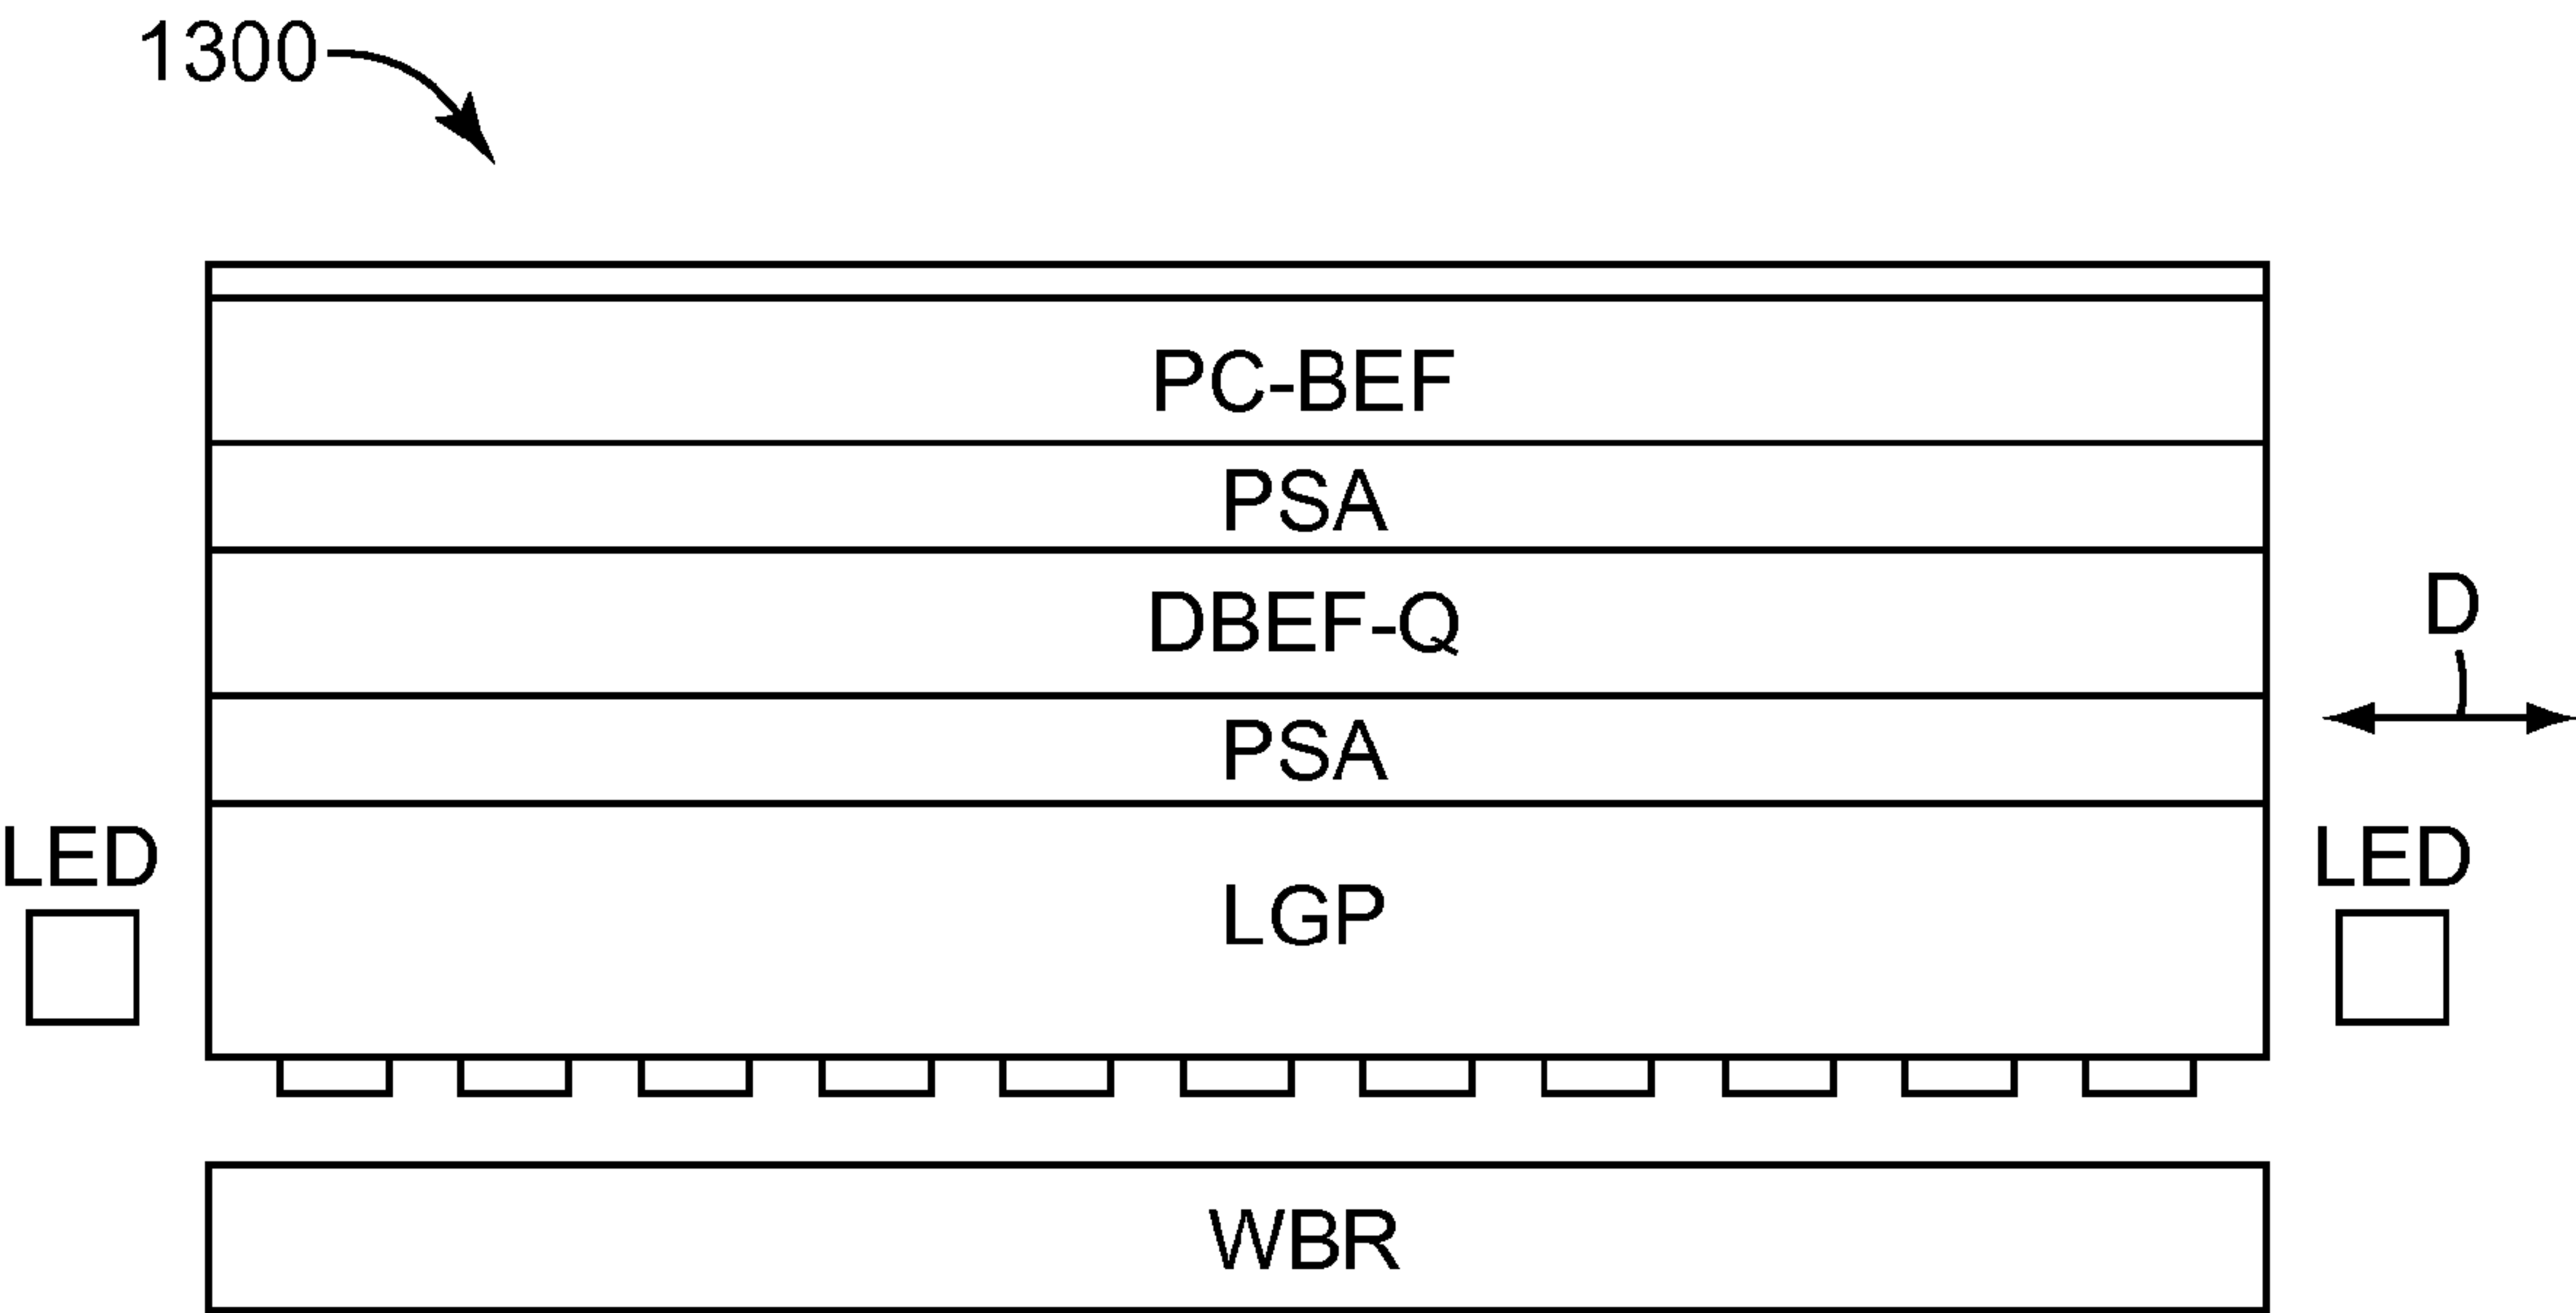 1300
PC-BEF
PSA
DBEF-Q
D
PSA
LED
LED
LGP
WBR